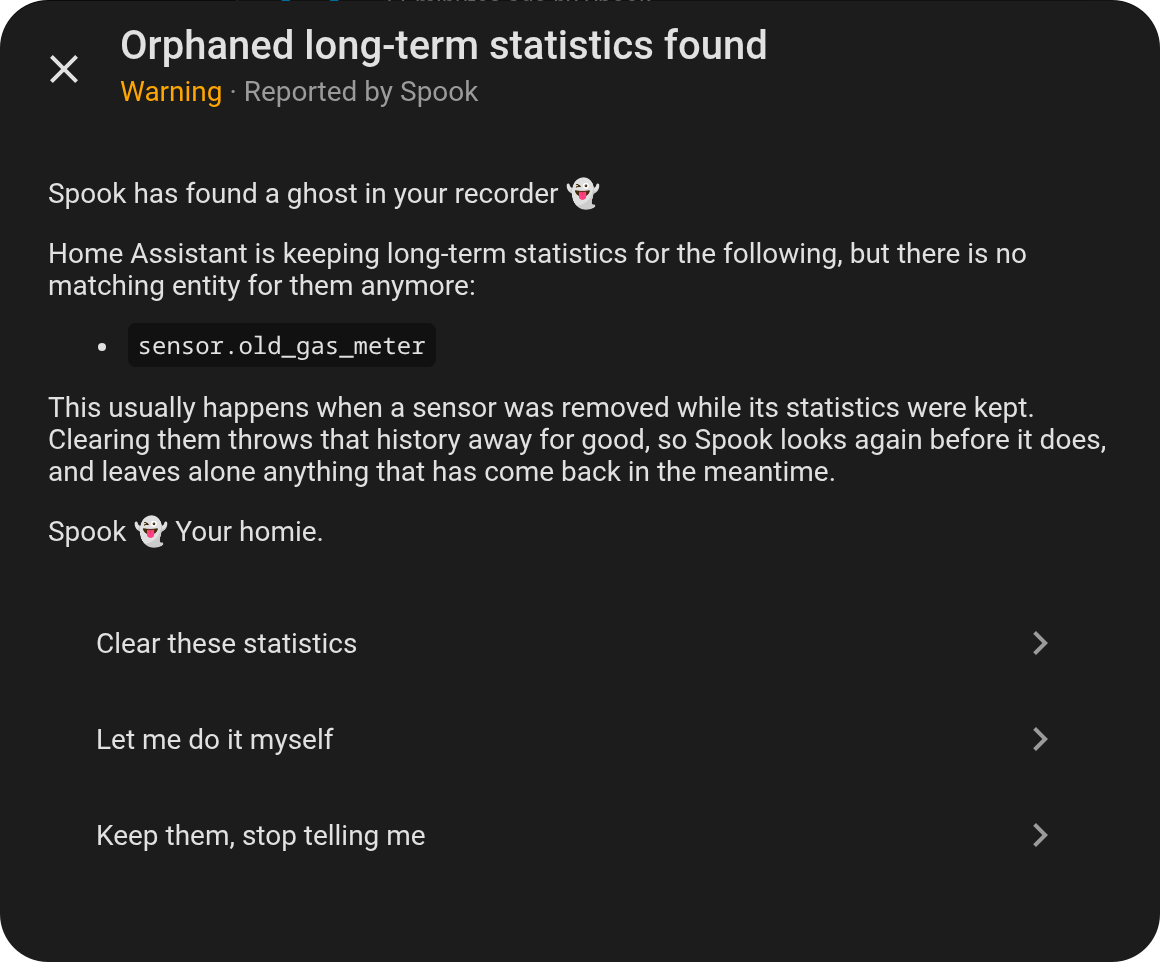 Orphaned long-term statistics found
Warning · Reported by Spook
Spook has found a ghost in your recorder 👻
Home Assistant is keeping long-term statistics for the following, but there is no
matching entity for them anymore:
• sensor.old_gas_meter
This usually happens when a sensor was removed while its statistics were kept.
Clearing them throws that history away for good, so Spook looks again before it does,
and leaves alone anything that has come back in the meantime.
Spook 👻 Your homie.
Clear these statistics
Let me do it myself
Keep them, stop telling me